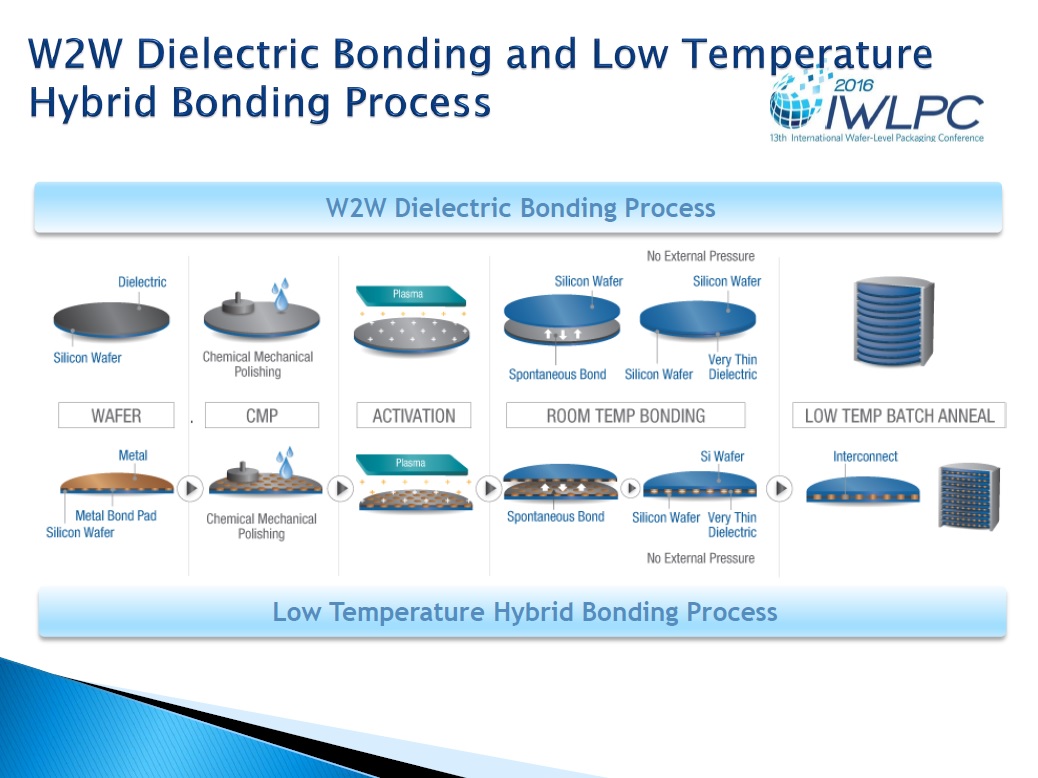 W2W Dielectric Bonding and Low Temperature
Hybrid Bonding Process
2016
IWLPC
13th International Wafer-Level Packaging Conference
W2W Dielectric Bonding Process
No External Pressure
Dielectric
Silicon Wafer
Chemical Mechanical
Polishing
Plasma
Silicon Wafer
Spontaneous Bond
Silicon Wafer
Silicon Wafer
Very Thin
Dielectric
WAFER
.
CMP
ACTIVATION
ROOM TEMP BONDING
LOW TEMP BATCH ANNEAL
Metal
Metal Bond Pad
Silicon Wafer
Chemical Mechanical
Polishing
Plasma
Spontaneous Bond
Si Wafer
Silicon Wafer
Very Thin
Dielectric
No External Pressure
Interconnect
Low Temperature Hybrid Bonding Process